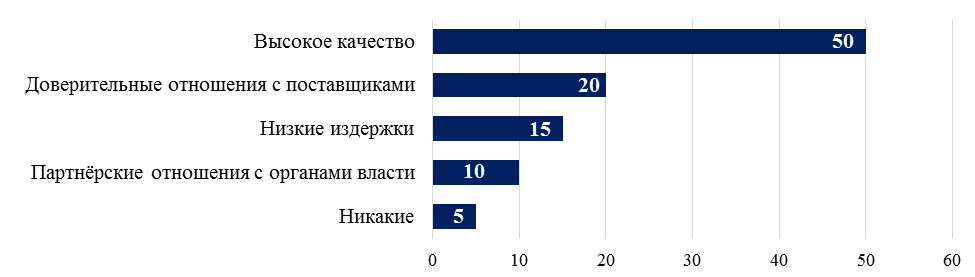 Высокое качество 50
Доверительные отношения с поставщиками 20
Низкие издержки 15
Партнёрские отношения с органами власти 10
Никакие 5
0 10 20 30 40 50 60